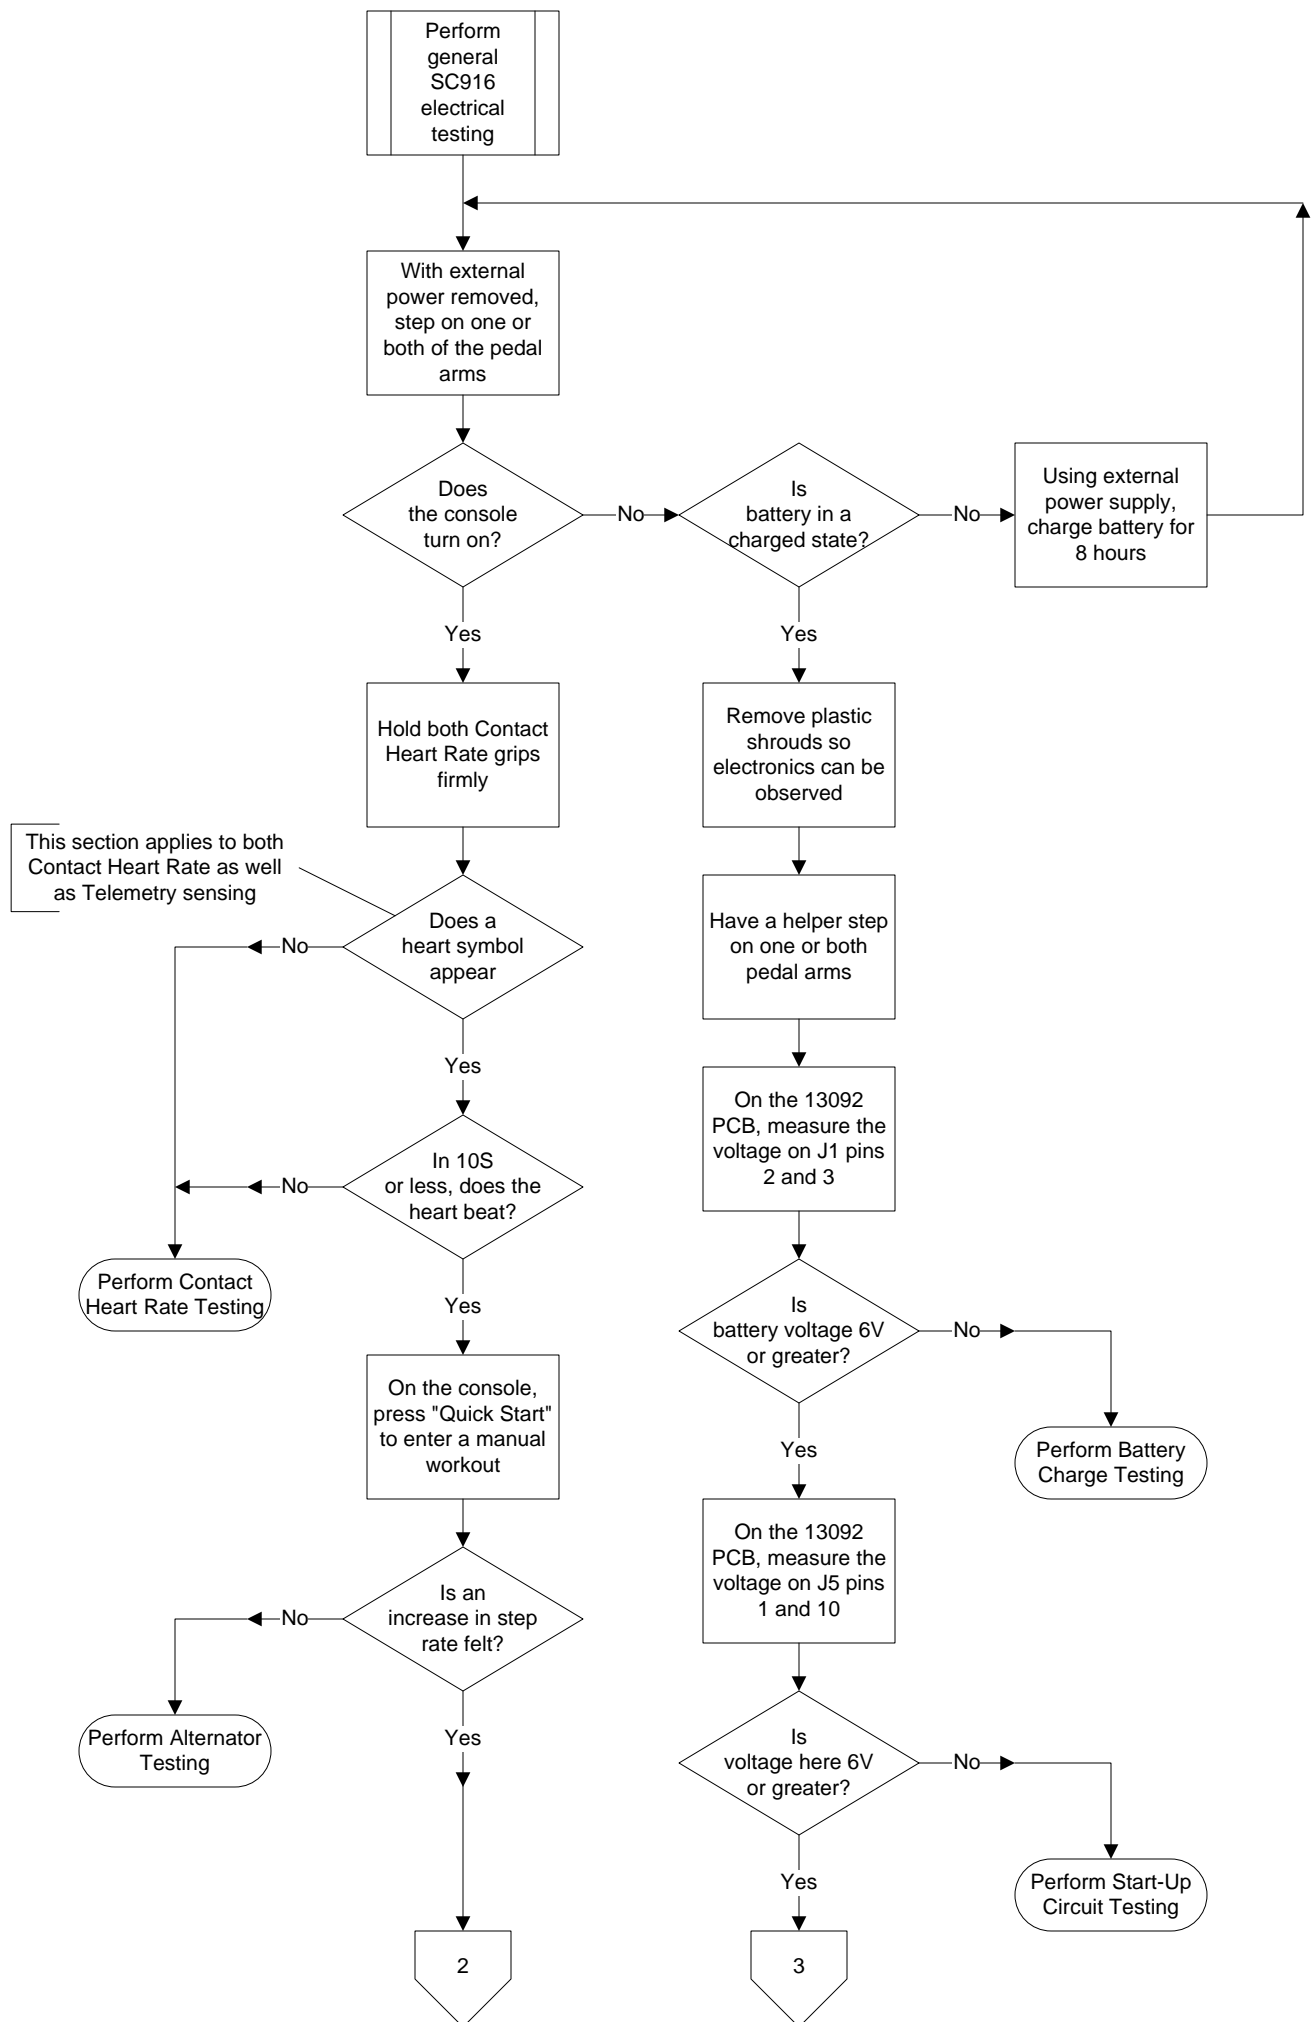 Perform
general
SC916
electrical
testing
With external
power removed,
step on one or
both of the pedal
arms
Does
the console
turn on?
No
Is
battery in a
charged state?
No
Using external
power supply,
charge battery for
8 hours
Yes
Yes
Hold both Contact
Heart Rate grips
firmly
Remove plastic
shrouds so
electronics can be
observed
This section applies to both
Contact Heart Rate as well
as Telemetry sensing
Does a
heart symbol
appear
No
Have a helper step
on one or both
pedal arms
Yes
On the 13092
PCB, measure the
voltage on J1 pins
2 and 3
In 10S
or less, does the
heart beat?
No
Perform Contact
Heart Rate Testing
Yes
Is
battery voltage 6V
or greater?
No
On the console,
press "Quick Start"
to enter a manual
workout
Yes
Perform Battery
Charge Testing
On the 13092
PCB, measure the
voltage on J5 pins
1 and 10
Is an
increase in step
rate felt?
No
Perform Alternator
Testing
Yes
Is
voltage here 6V
or greater?
No
Yes
Perform Start-Up
Circuit Testing
2
3